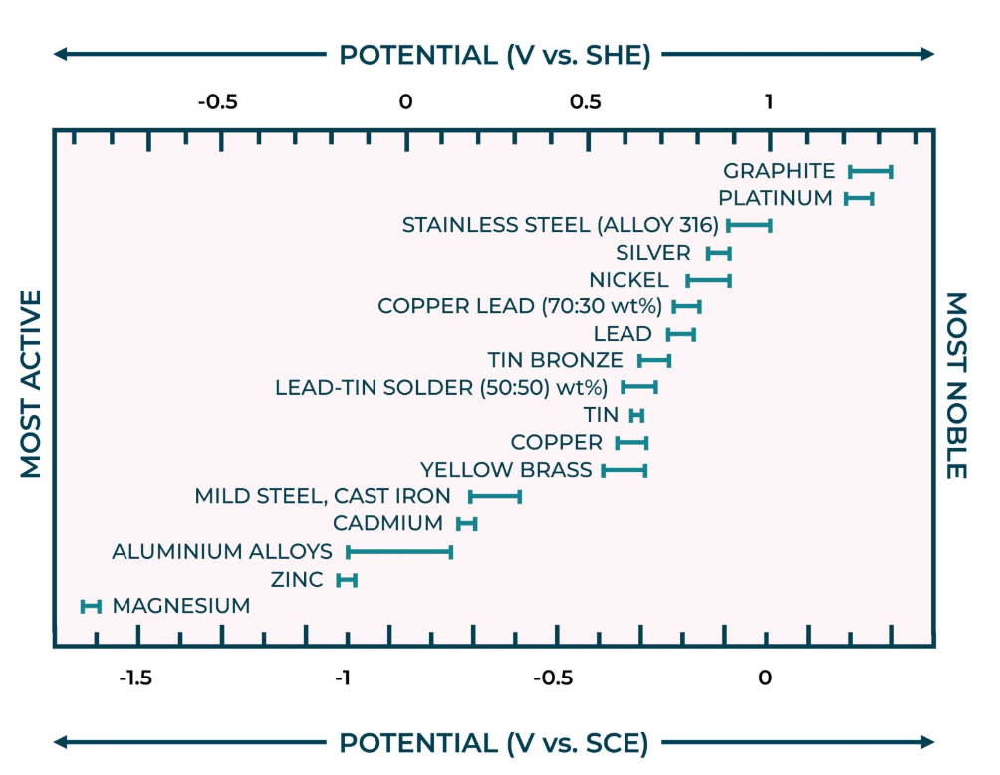 POTENTIAL (V vs. SHE)
-0.5 0 0.5 1
GRAPHITE
PLATINUM
STAINLESS STEEL (ALLOY 316)
SILVER
NICKEL
COPPER LEAD (70:30 wt%)
LEAD
TIN BRONZE
LEAD-TIN SOLDER (50:50) wt%)
TIN
COPPER
YELLOW BRASS
MILD STEEL, CAST IRON
CADMIUM
ALUMINIUM ALLOYS
ZINC
MAGNESIUM
MOST ACTIVE
MOST NOBLE
-1.5 -1 -0.5 0
POTENTIAL (V vs. SCE)